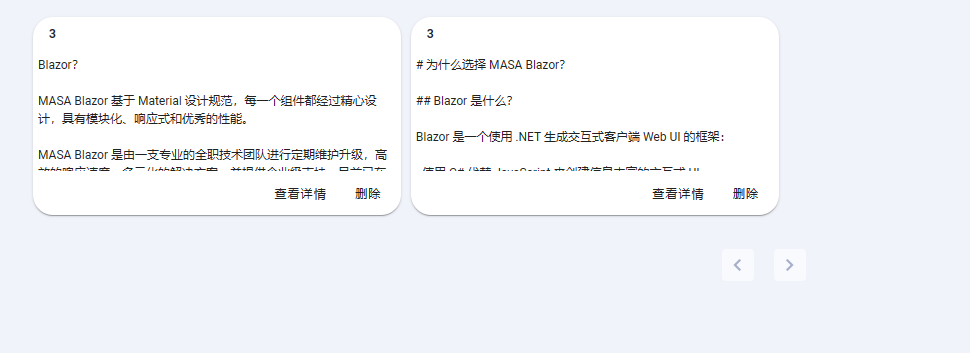 3
Blazor?
MASA Blazor 基于 Material 设计规范，每一个组件都经过精心设
计，具有模块化、响应式和优秀的性能。
MASA Blazor 是由一支专业的全职技术团队进行定期维护升级，高
查看详情 删除
3
# 为什么选择 MASA Blazor?
## Blazor 是什么?
Blazor 是一个使用 .NET 生成交互式客户端 Web UI 的框架：
查看详情 删除